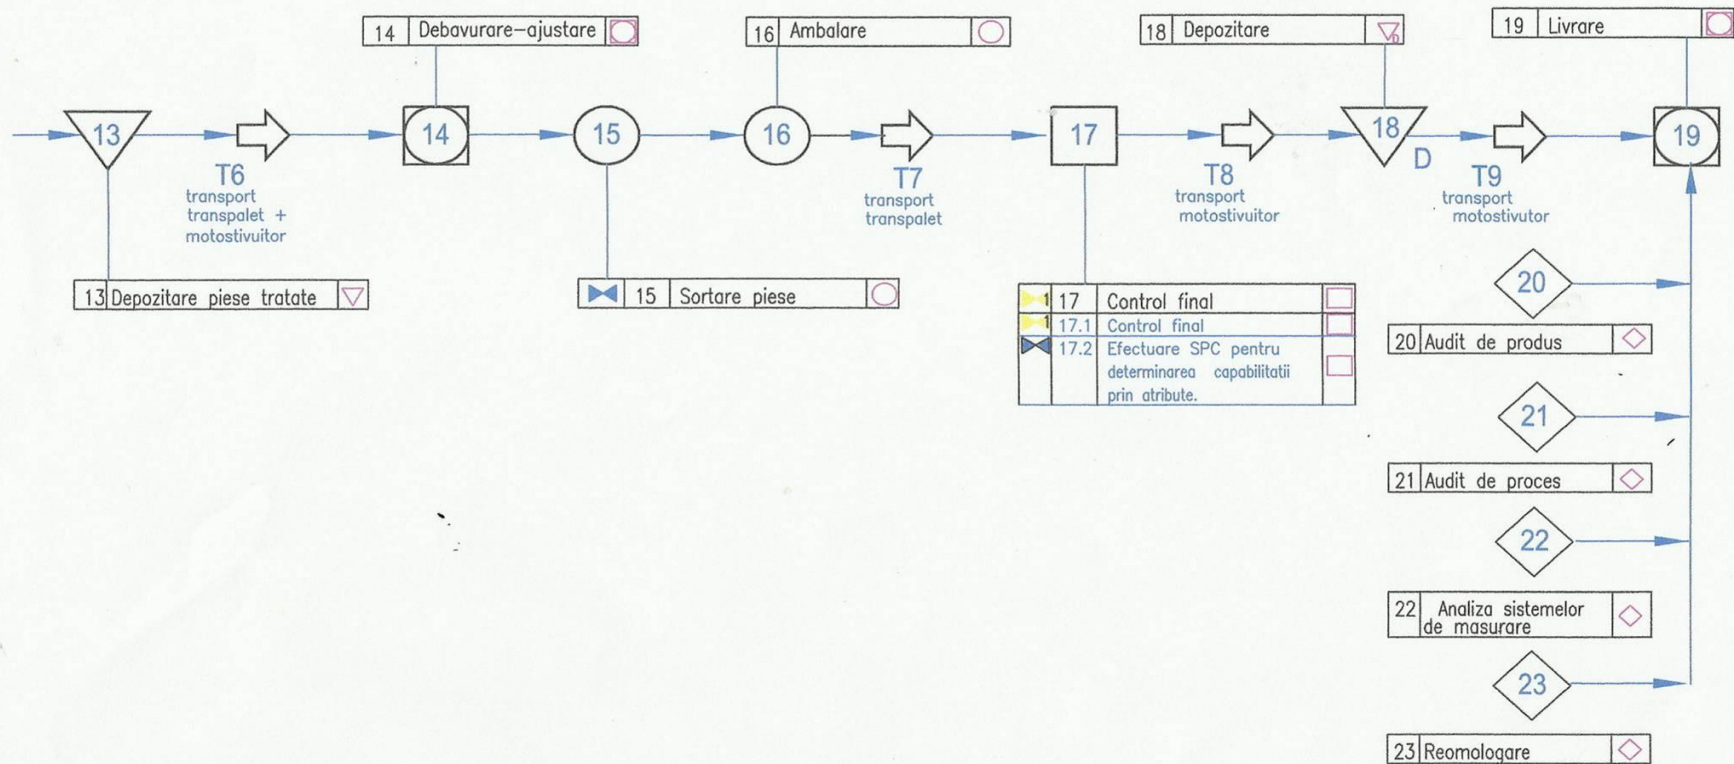 14 Debavurare-ajustare
16 Ambalare
18 Depozitare D
19 Livrare
13
14
15
16
17
18
19
D
T6
transport
transpalet +
motostivuitor
T7
transport
transpalet
T8
transport
motostivuitor
T9
transport
motostivutor
13 Depozitare piese tratate
15 Sortare piese
1 17 Control final
1 17.1 Control final
17.2 Efectuare SPC pentru
determinarea capabilitatii
prin atribute.
20
20 Audit de produs
21
21 Audit de proces
22
22 Analiza sistemelor
de masurare
23
23 Reomologare